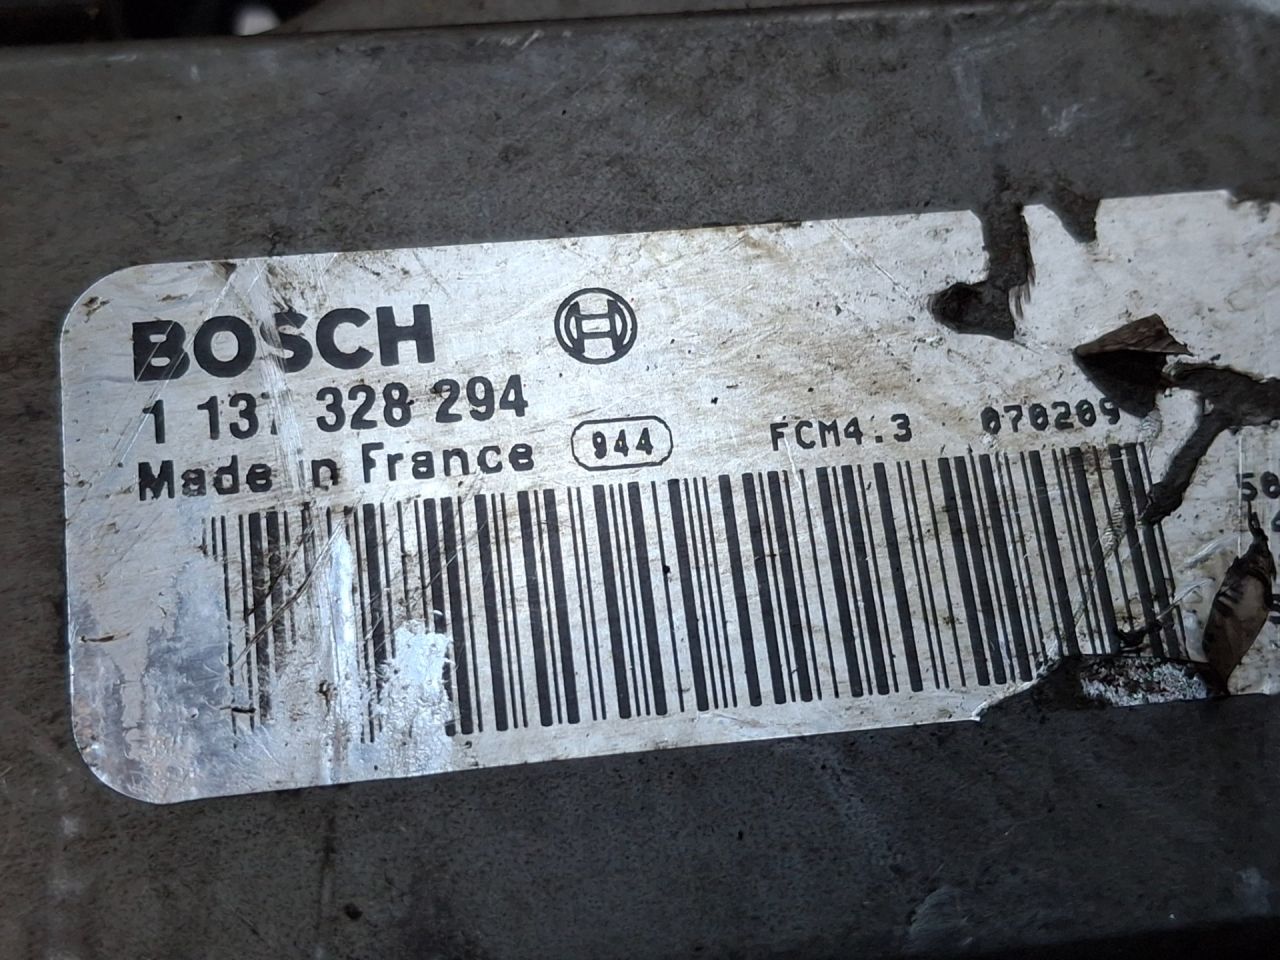 BOSCH
1 137 328 294
Made in France 944 FCM4.3 070209